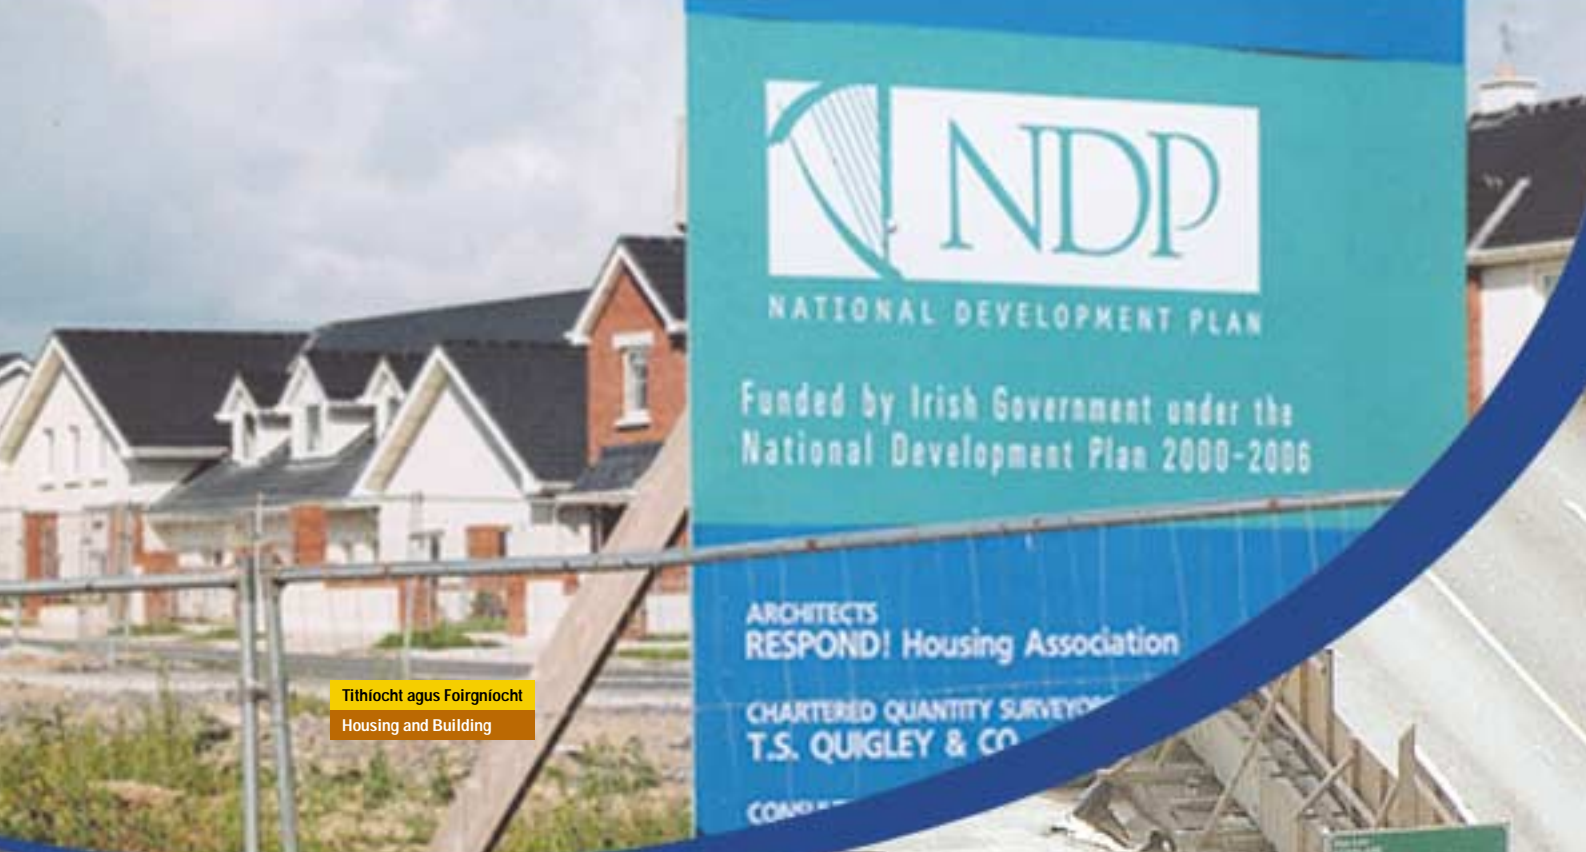 NDP
NATIONAL DEVELOPMENT PLAN
Funded by Irish Government under the
National Development Plan 2000-2006
ARCHITECTS
RESPOND! Housing Association
CHARTERED QUANTITY
T.S. QUIGLEY & CO
Tithíocht agus Foirgníocht
Housing and Building